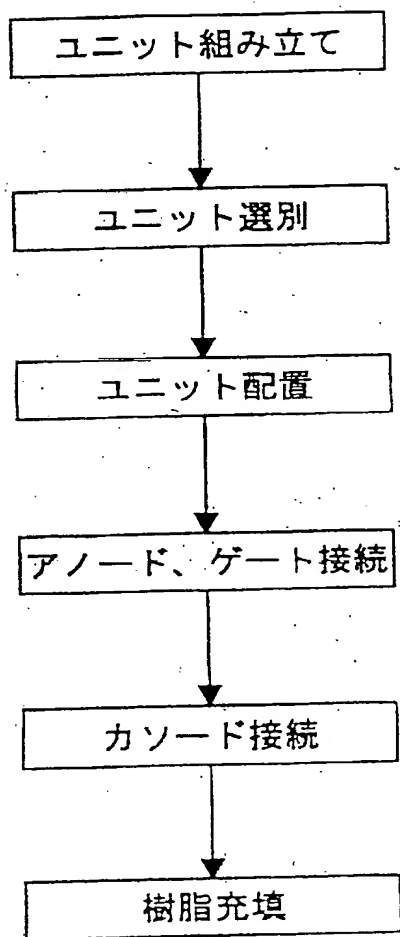 ユニット組み立て
ユニット選別
ユニット配置
アノード、ゲート接続
カソード接続
樹脂充填